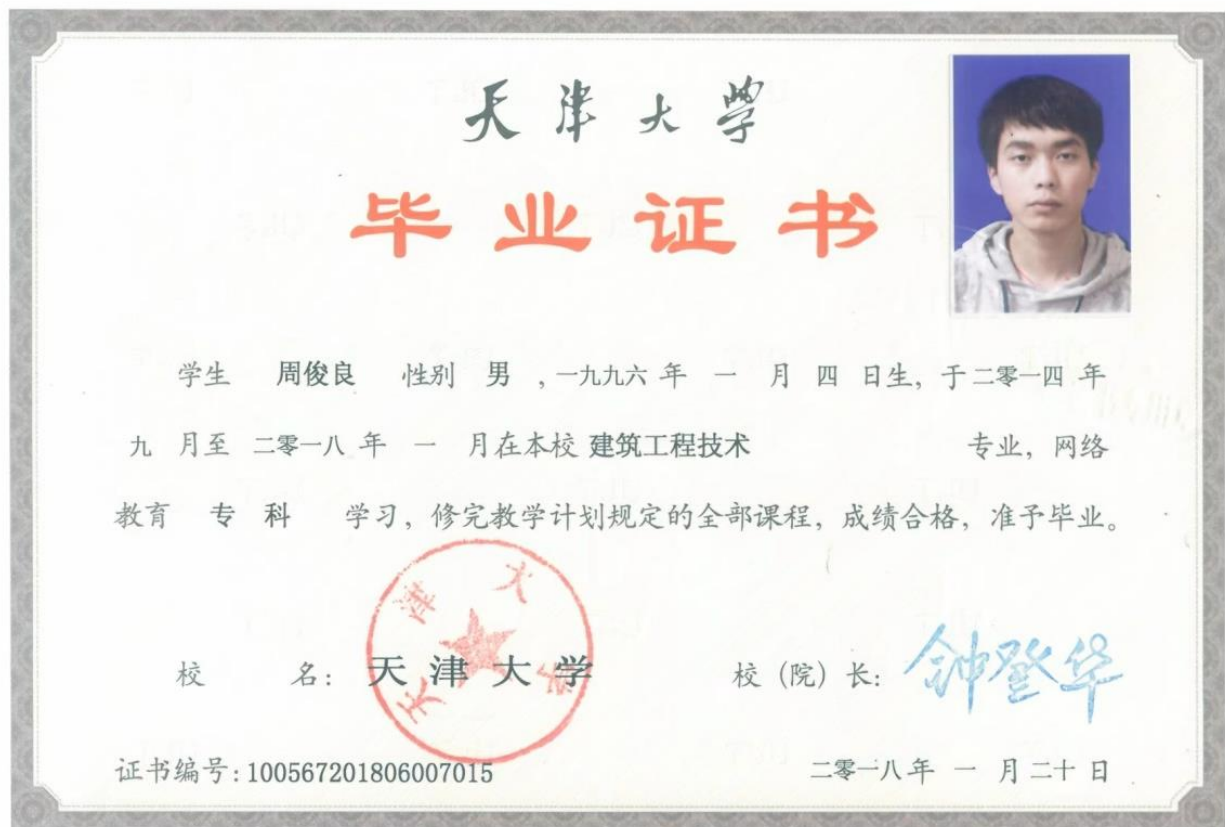 天津大学
毕业证书
学生 周俊良 性别 男 ,一九九六 年 一 月 四 日生, 于二零一四 年
九 月至 二零一八 年 一 月在本校 建筑工程技术 专业, 网络
教育 专 科 学习, 修完教学计划规定的全部课程, 成绩合格, 准予毕业。
天津大学
校 名: 天津大学 校(院)长: 钟登华
证书编号:100567201806007015 二零一八年 一 月二十 日